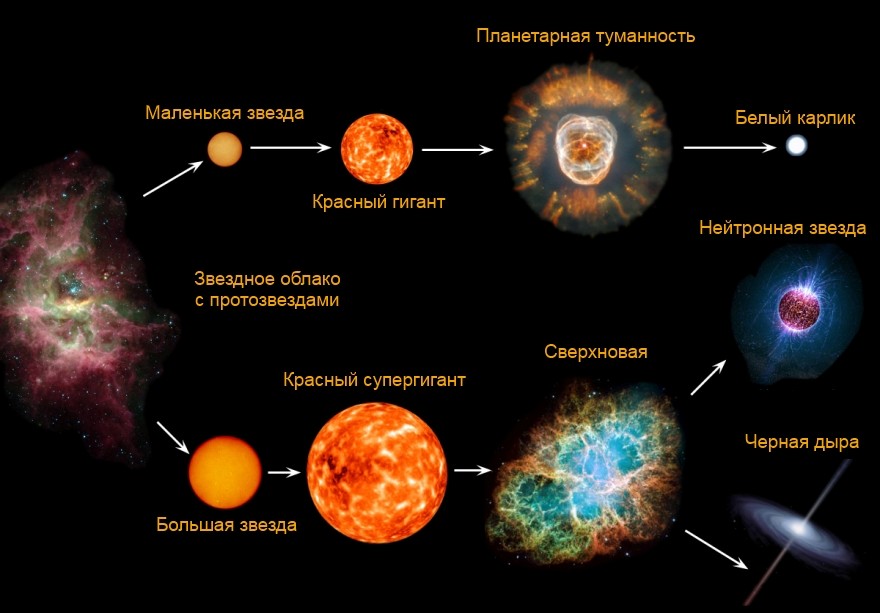 Планетарная туманность
Маленькая звезда
Белый карлик
Красный гигант
Нейтронная звезда
Звездное облако
с протозвездами
Сверхновая
Красный супергигант
Черная дыра
Большая звезда